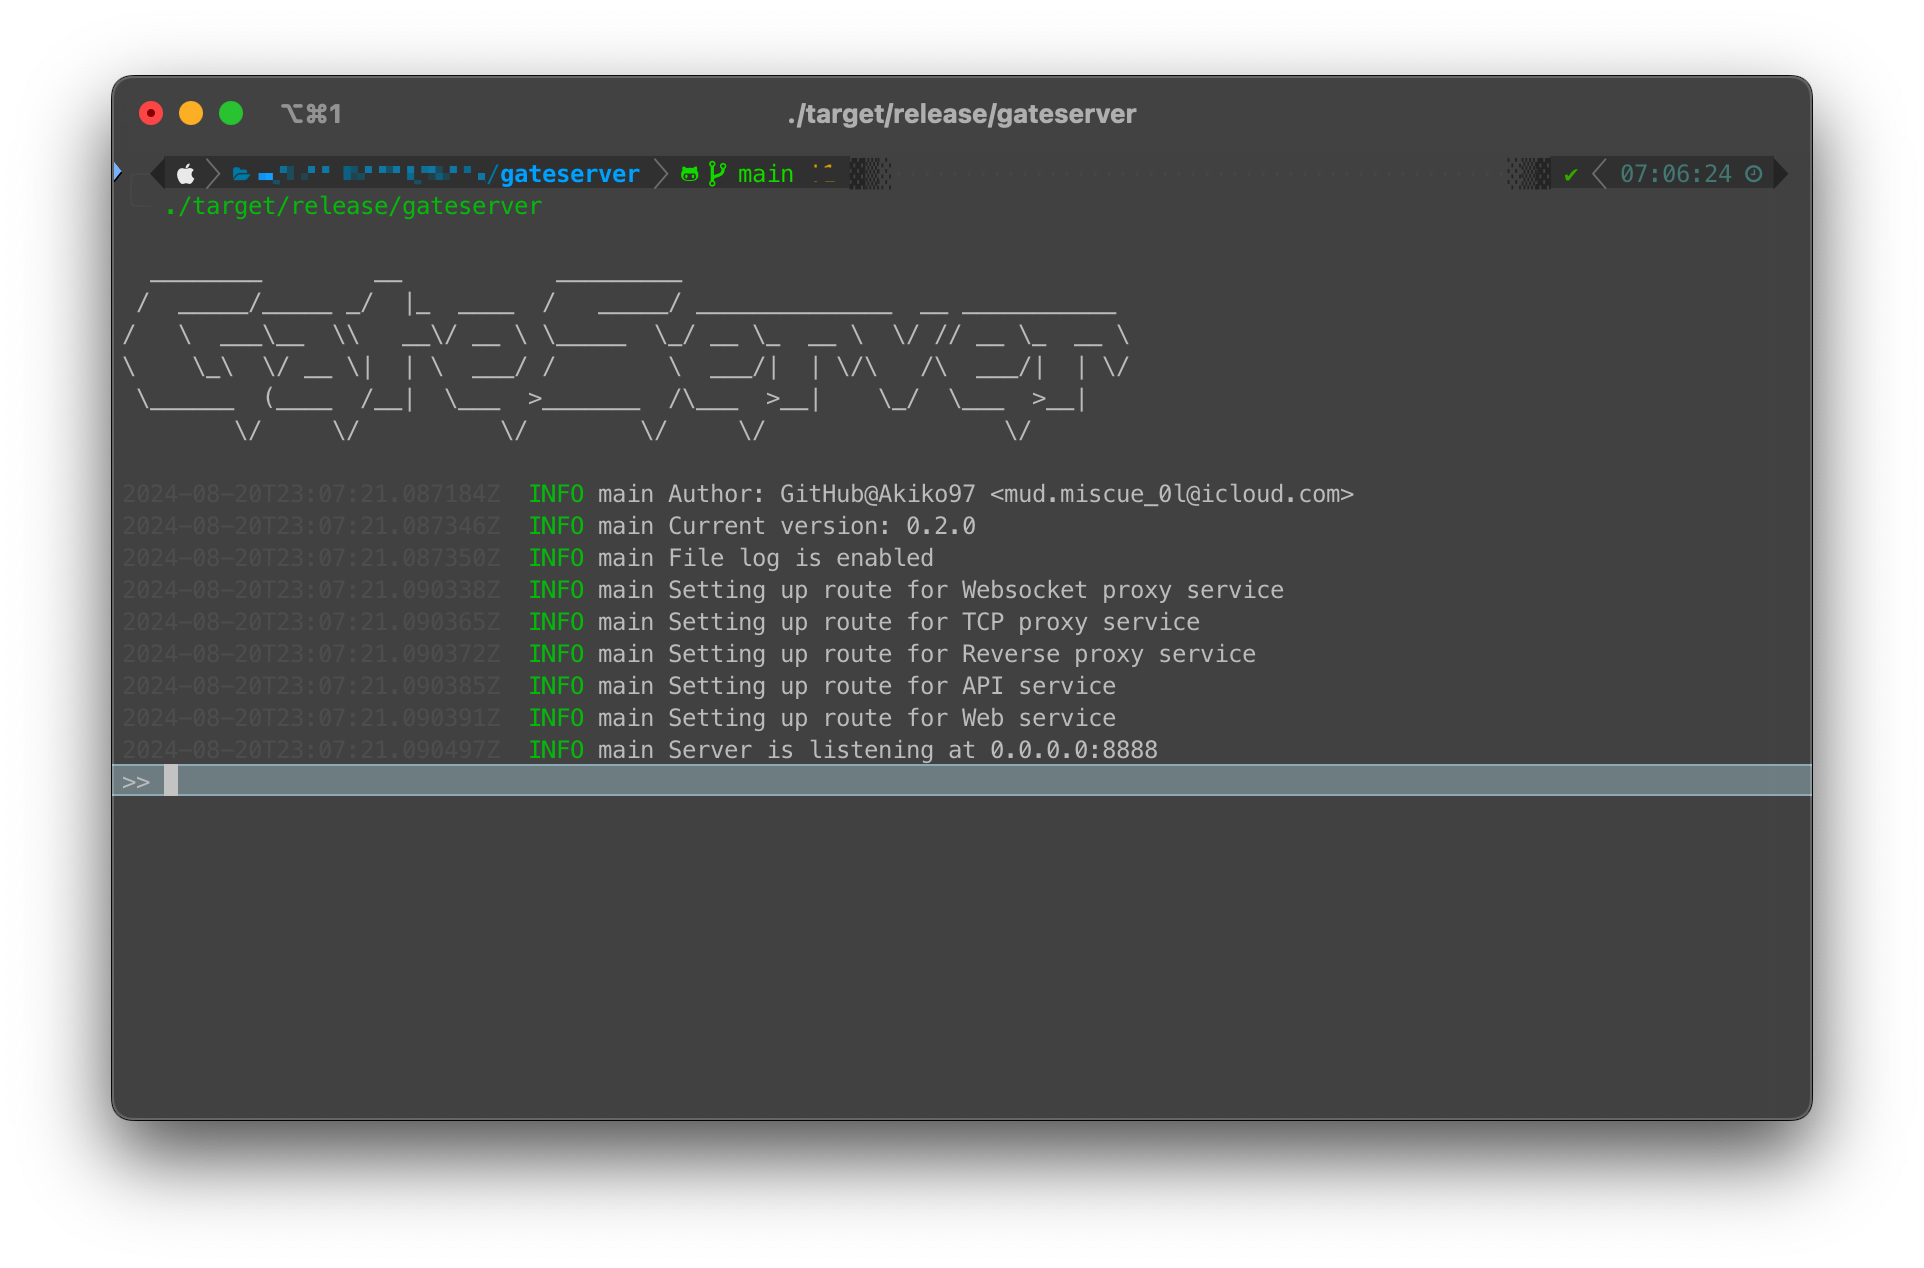 ⌥⌘1 ./target/release/gateserver
/gateserver main ✔ 07:06:24
./target/release/gateserver
GateServer
2024-08-20T23:07:21.087184Z INFO main Author: GitHub@Akiko97 <mud.miscue_0l@icloud.com>
2024-08-20T23:07:21.087346Z INFO main Current version: 0.2.0
2024-08-20T23:07:21.087350Z INFO main File log is enabled
2024-08-20T23:07:21.090338Z INFO main Setting up route for Websocket proxy service
2024-08-20T23:07:21.090365Z INFO main Setting up route for TCP proxy service
2024-08-20T23:07:21.090372Z INFO main Setting up route for Reverse proxy service
2024-08-20T23:07:21.090385Z INFO main Setting up route for API service
2024-08-20T23:07:21.090391Z INFO main Setting up route for Web service
2024-08-20T23:07:21.090497Z INFO main Server is listening at 0.0.0.0:8888
>>